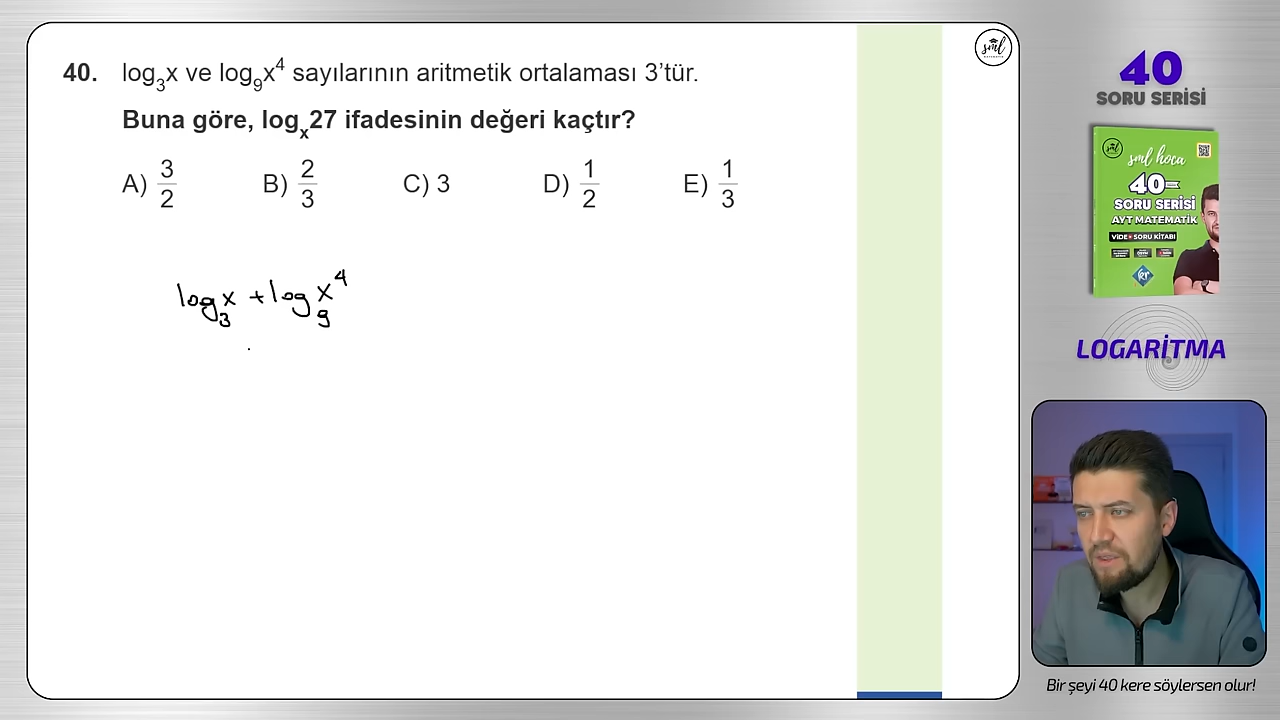 40. log₃x ve log₉x⁴ sayılarının aritmetik ortalaması 3'tür.
Buna göre, logₓ27 ifadesinin değeri kaçtır?
A) 3/2 B) 2/3 C) 3 D) 1/2 E) 1/3
log₃x + log₉x⁴
sml
40
SORU SERİSİ
sml hoca
40
SORU SERİSİ
AYT MATEMATİK
VİDEO SORU KİTABI
LOGARİTMA
Bir şeyi 40 kere söylersen olur!